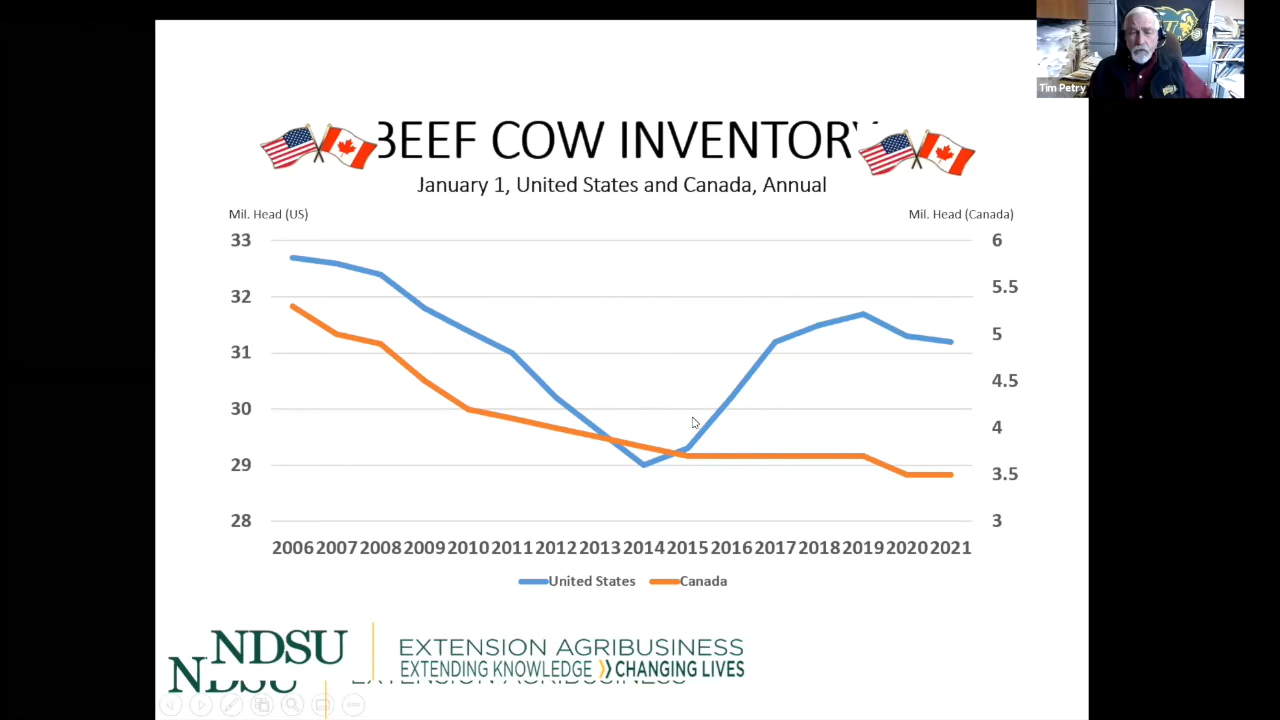 Tim Petry
BEEF COW INVENTORY
January 1, United States and Canada, Annual
Mil. Head (US)
Mil. Head (Canada)
33
32
31
30
29
28
6
5.5
5
4.5
4
3.5
3
2006 2007 2008 2009 2010 2011 2012 2013 2014 2015 2016 2017 2018 2019 2020 2021
United States Canada
NDSU
EXTENSION AGRIBUSINESS
EXTENDING KNOWLEDGE CHANGING LIVES
NDSU
EXTENSION AGRIBUSINESS